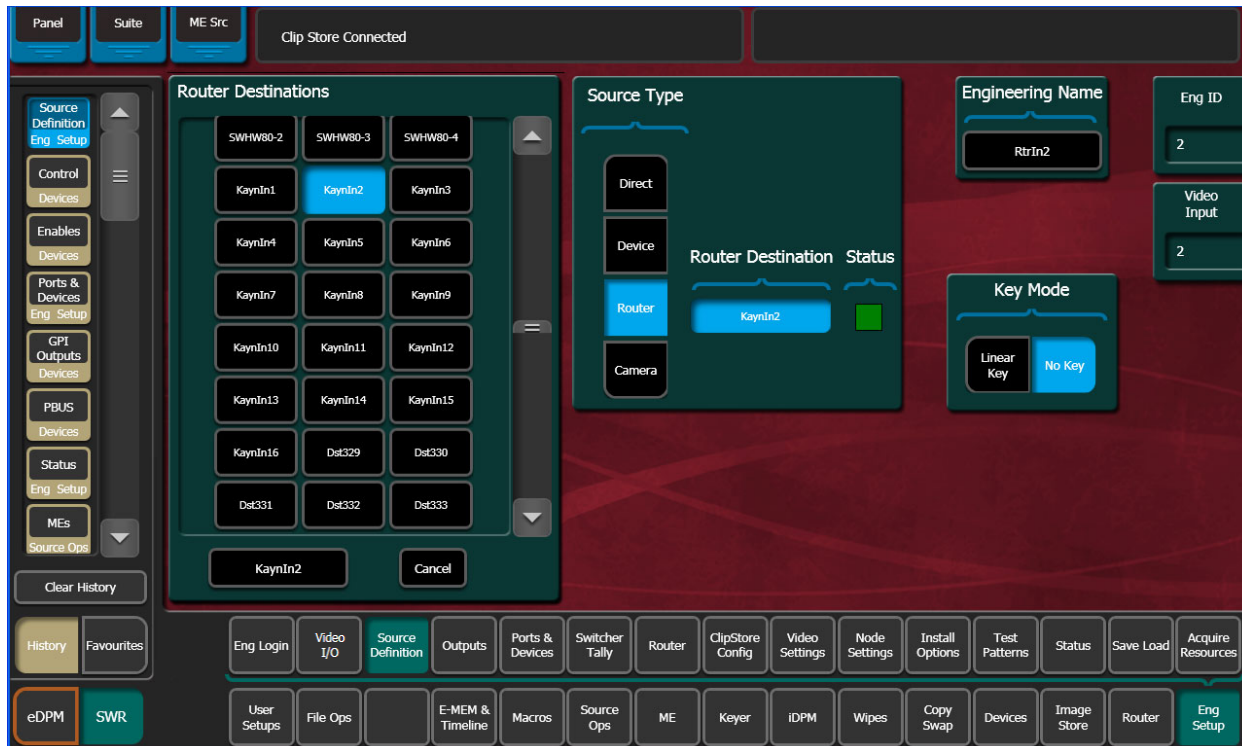 Panel
Suite
ME Src
Clip Store Connected
Source
Definition
Eng Setup
Control
Devices
Enables
Devices
Ports &
Devices
Eng Setup
GPI
Outputs
Devices
PBUS
Devices
Status
Eng Setup
MEs
Source Ops
Clear History
History
Favourites
eDPM
SWR
Router Destinations
SWHW80-2
SWHW80-3
SWHW80-4
KaynIn1
KaynIn2
KaynIn3
KaynIn4
KaynIn5
KaynIn6
KaynIn7
KaynIn8
KaynIn9
KaynIn10
KaynIn11
KaynIn12
KaynIn13
KaynIn14
KaynIn15
KaynIn16
Dst329
Dst330
Dst331
Dst332
Dst333
KaynIn2
Cancel
Source Type
Direct
Device
Router
Camera
Router Destination
KaynIn2
Status
Engineering Name
RtrIn2
Eng ID
2
Video
Input
2
Key Mode
Linear
Key
No Key
Eng Login
Video
I/O
Source
Definition
Outputs
Ports &
Devices
Switcher
Tally
Router
ClipStore
Config
Video
Settings
Node
Settings
Install
Options
Test
Patterns
Status
Save Load
Acquire
Resources
User
Setups
File Ops
E-MEM &
Timeline
Macros
Source
Ops
ME
Keyer
iDPM
Wipes
Copy
Swap
Devices
Image
Store
Router
Eng
Setup